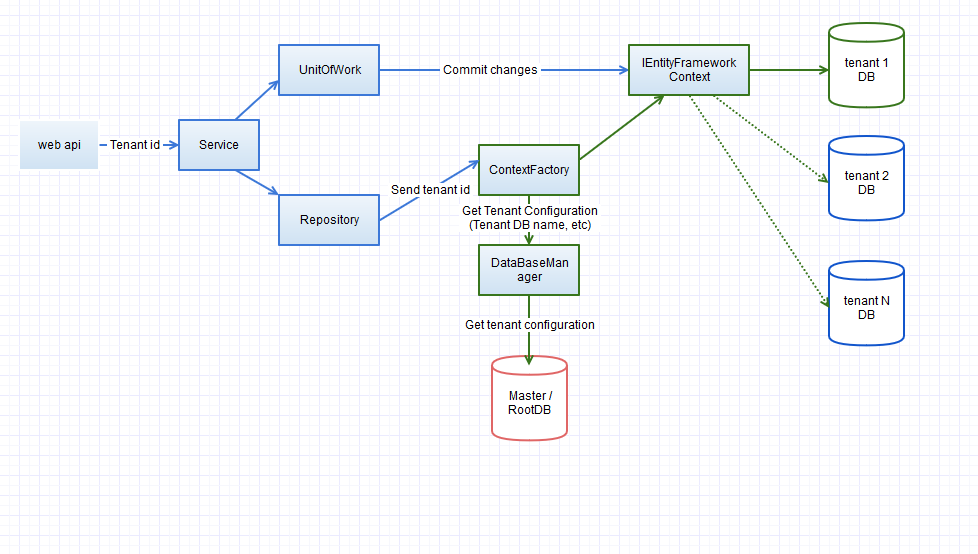 UnitOfWork
Commit changes
IEntityFramework
Context
tenant 1
DB
web api
Tenant id
Service
ContextFactory
Send tenant id
tenant 2
DB
Repository
Get Tenant Configuration
(Tenant DB name, etc)
DataBaseMan
ager
tenant N
DB
Get tenant configuration
Master /
RootDB